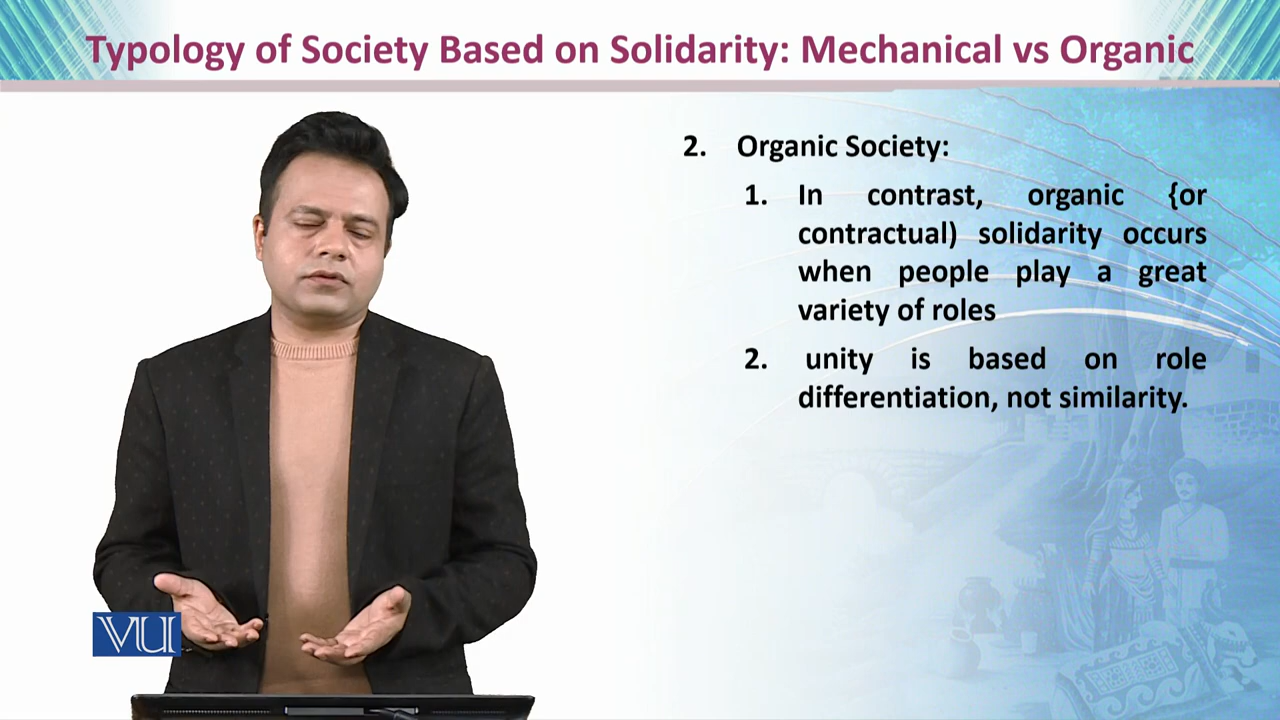 Typology of Society Based on Solidarity: Mechanical vs Organic
2. Organic Society:
1. In contrast, organic {or
contractual) solidarity occurs
when people play a great
variety of roles
2. unity is based on role
differentiation, not similarity.
VU